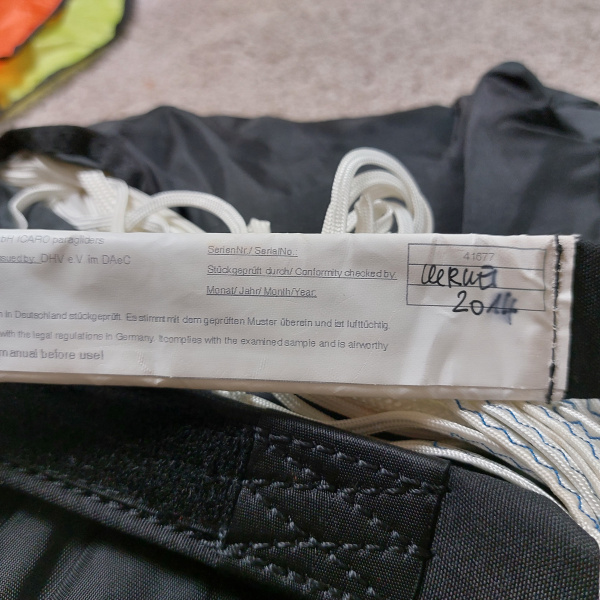 ICARO paragliders
issued by: DHV e.V. im DAeC
SerienNr./ SerialNo.:
41677
Stückgeprüft durch/ Conformity checked by:
Monat/ Jahr/ Month/Year:
2014
in Deutschland stückgeprüft. Es stimmt mit dem geprüften Muster überein und ist lufttüchtig.
with the legal regulations in Germany. It complies with the examined sample and is airworthy.
manual before use!